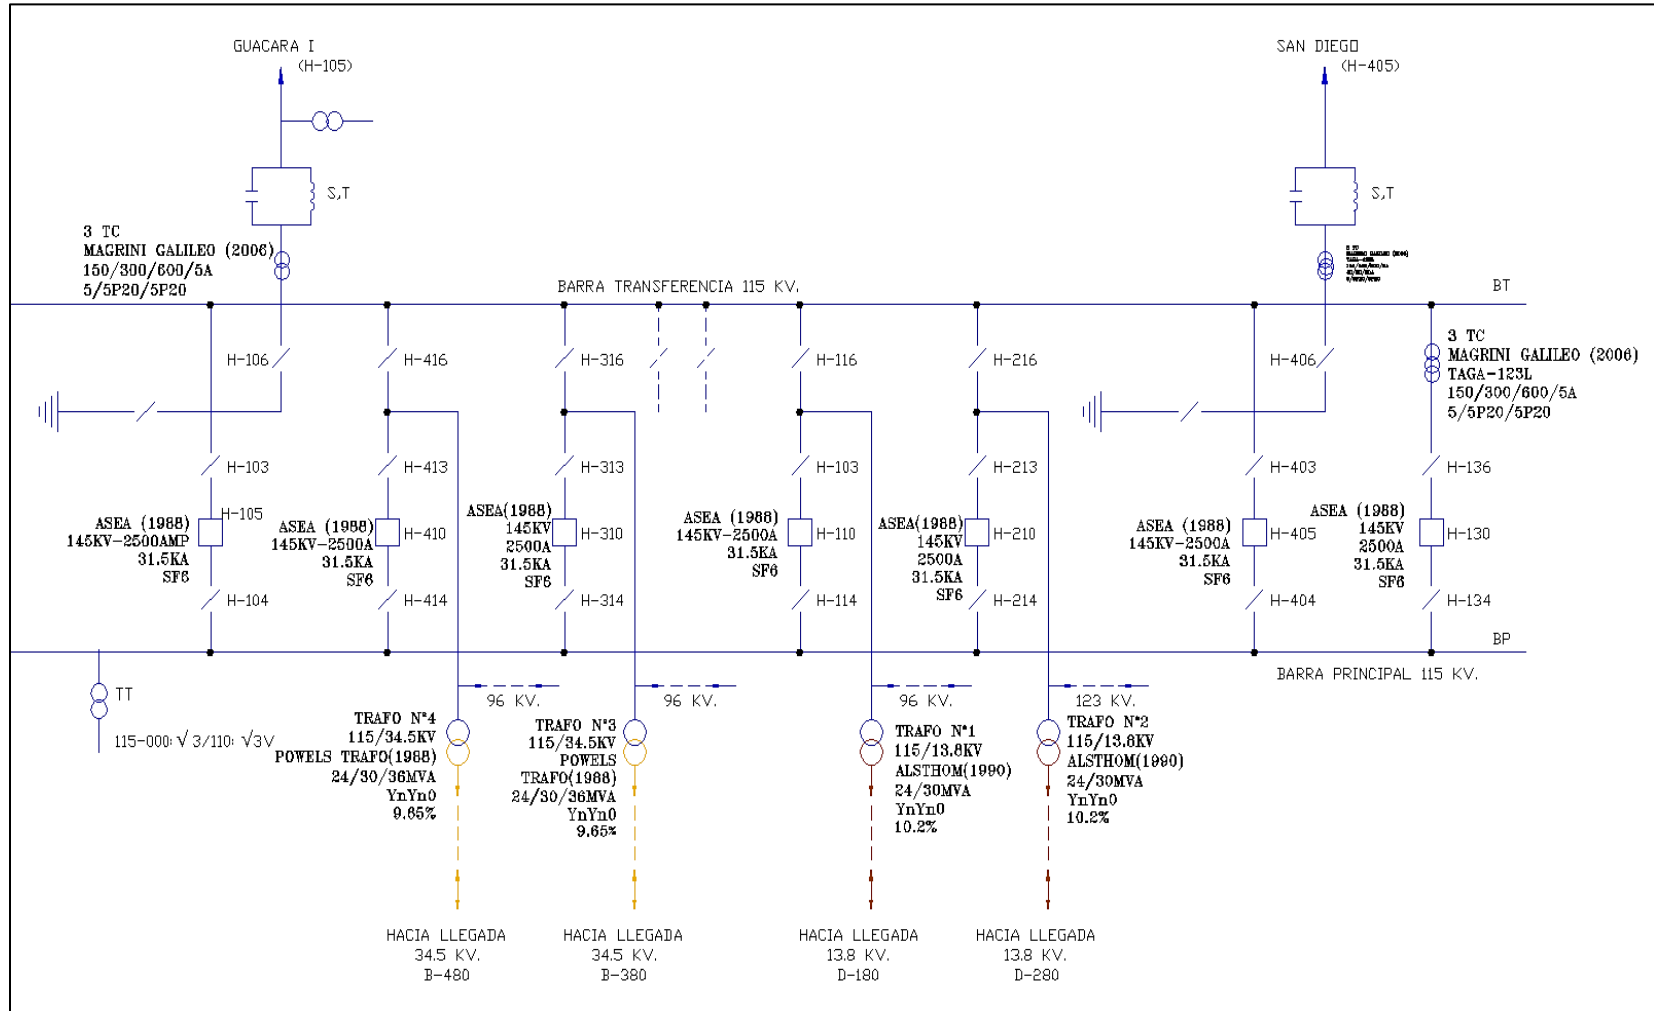 GUACARA I
(H-105)
SAN DIEGO
(H-405)
S,T
S,T
3 TC
MAGRINI GALILEO (2006)
150/300/600/5A
5/5P20/5P20
BARRA TRANSFERENCIA 115 KV.
BT
H-106
H-416
H-316
H-116
H-216
H-406
3 TC
MAGRINI GALILEO (2006)
TAGA-123L
150/300/600/5A
5/5P20/5P20
H-103
H-413
H-313
H-103
H-213
H-403
H-136
H-105
ASEA (1988)
145KV-2500AMP
31.5KA
SF6
ASEA (1988)
145KV-2500A
31.5KA
SF6
H-410
ASEA(1988)
145KV
2500A
31.5KA
SF6
H-310
ASEA (1988)
145KV-2500A
31.5KA
SF6
H-110
ASEA(1988)
145KV
2500A
31.5KA
SF6
H-210
ASEA (1988)
145KV-2500A
31.5KA
SF6
H-405
ASEA (1988)
145KV
2500A
31.5KA
SF6
H-130
H-104
H-414
H-314
H-114
H-214
H-404
H-134
BP
BARRA PRINCIPAL 115 KV.
TT
115-000:√3/110:√3V
96 KV.
96 KV.
96 KV.
123 KV.
TRAFO N°4
115/34.5KV
POWELS TRAFO(1988)
24/30/36MVA
YnYn0
9.65%
TRAFO N°3
115/34.5KV
POWELS
TRAFO(1988)
24/30/36MVA
YnYn0
9.65%
TRAFO N°1
115/13.8KV
ALSTHOM(1990)
24/30MVA
YnYn0
10.2%
TRAFO N°2
115/13.8KV
ALSTHOM(1990)
24/30MVA
YnYn0
10.2%
HACIA LLEGADA
34.5 KV.
B-480
HACIA LLEGADA
34.5 KV.
B-380
HACIA LLEGADA
13.8 KV.
D-180
HACIA LLEGADA
13.8 KV.
D-280